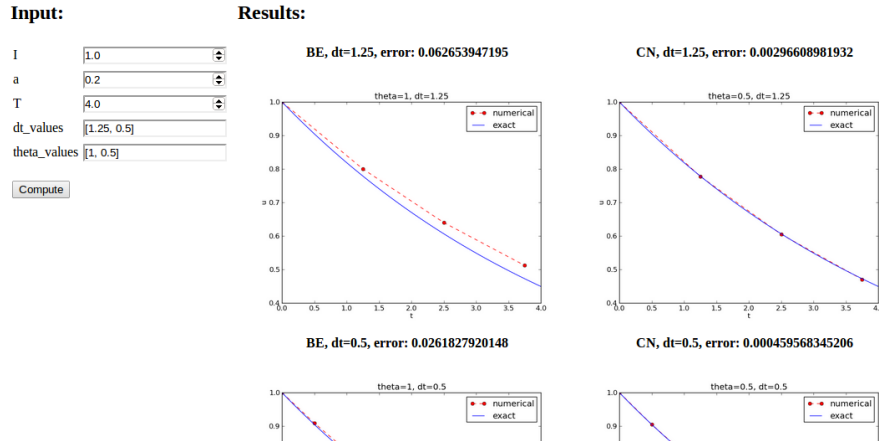 Input:
Results:
I
1.0
a
0.2
T
4.0
dt_values
[1.25, 0.5]
theta_values
[1, 0.5]
Compute
BE, dt=1.25, error: 0.062653947195
theta=1, dt=1.25
numerical
exact
1.0
0.9
0.8
u 0.7
0.6
0.5
0.4
0.0 0.5 1.0 1.5 2.0 2.5 3.0 3.5 4.0
t
CN, dt=1.25, error: 0.00296608981932
theta=0.5, dt=1.25
numerical
exact
1.0
0.9
0.8
u 0.7
0.6
0.5
0.4
0.0 0.5 1.0 1.5 2.0 2.5 3.0 3.5 4.
t
BE, dt=0.5, error: 0.0261827920148
theta=1, dt=0.5
numerical
exact
1.0
0.9
CN, dt=0.5, error: 0.000459568345206
theta=0.5, dt=0.5
numerical
exact
1.0
0.9